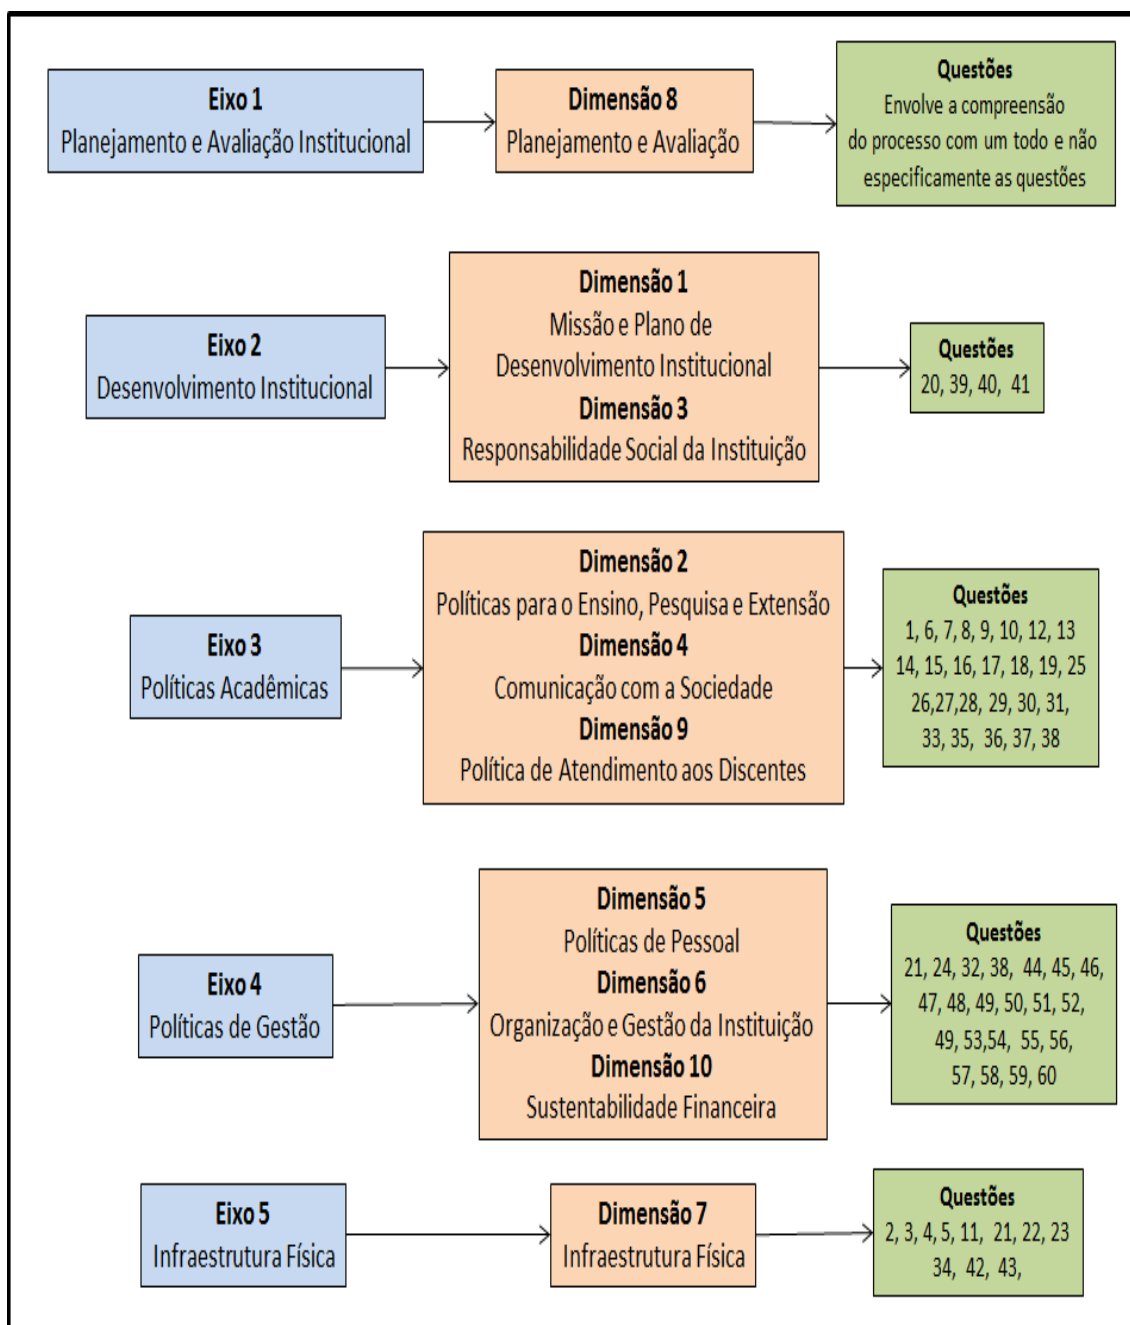 Eixo 1
Planejamento e Avaliação Institucional
Dimensão 8
Planejamento e Avaliação
Questões
Envolve a compreensão
do processo com um todo e não
especificamente as questões
Eixo 2
Desenvolvimento Institucional
Dimensão 1
Missão e Plano de
Desenvolvimento Institucional
Dimensão 3
Responsabilidade Social da Instituição
Questões
20, 39, 40, 41
Eixo 3
Políticas Acadêmicas
Dimensão 2
Políticas para o Ensino, Pesquisa e Extensão
Dimensão 4
Comunicação com a Sociedade
Dimensão 9
Política de Atendimento aos Discentes
Questões
1, 6, 7, 8, 9, 10, 12, 13
14, 15, 16, 17, 18, 19, 25
26,27,28, 29, 30, 31,
33, 35, 36, 37, 38
Eixo 4
Políticas de Gestão
Dimensão 5
Políticas de Pessoal
Dimensão 6
Organização e Gestão da Instituição
Dimensão 10
Sustentabilidade Financeira
Questões
21, 24, 32, 38, 44, 45, 46,
47, 48, 49, 50, 51, 52,
49, 53,54, 55, 56,
57, 58, 59, 60
Eixo 5
Infraestrutura Física
Dimensão 7
Infraestrutura Física
Questões
2, 3, 4, 5, 11, 21, 22, 23
34, 42, 43,